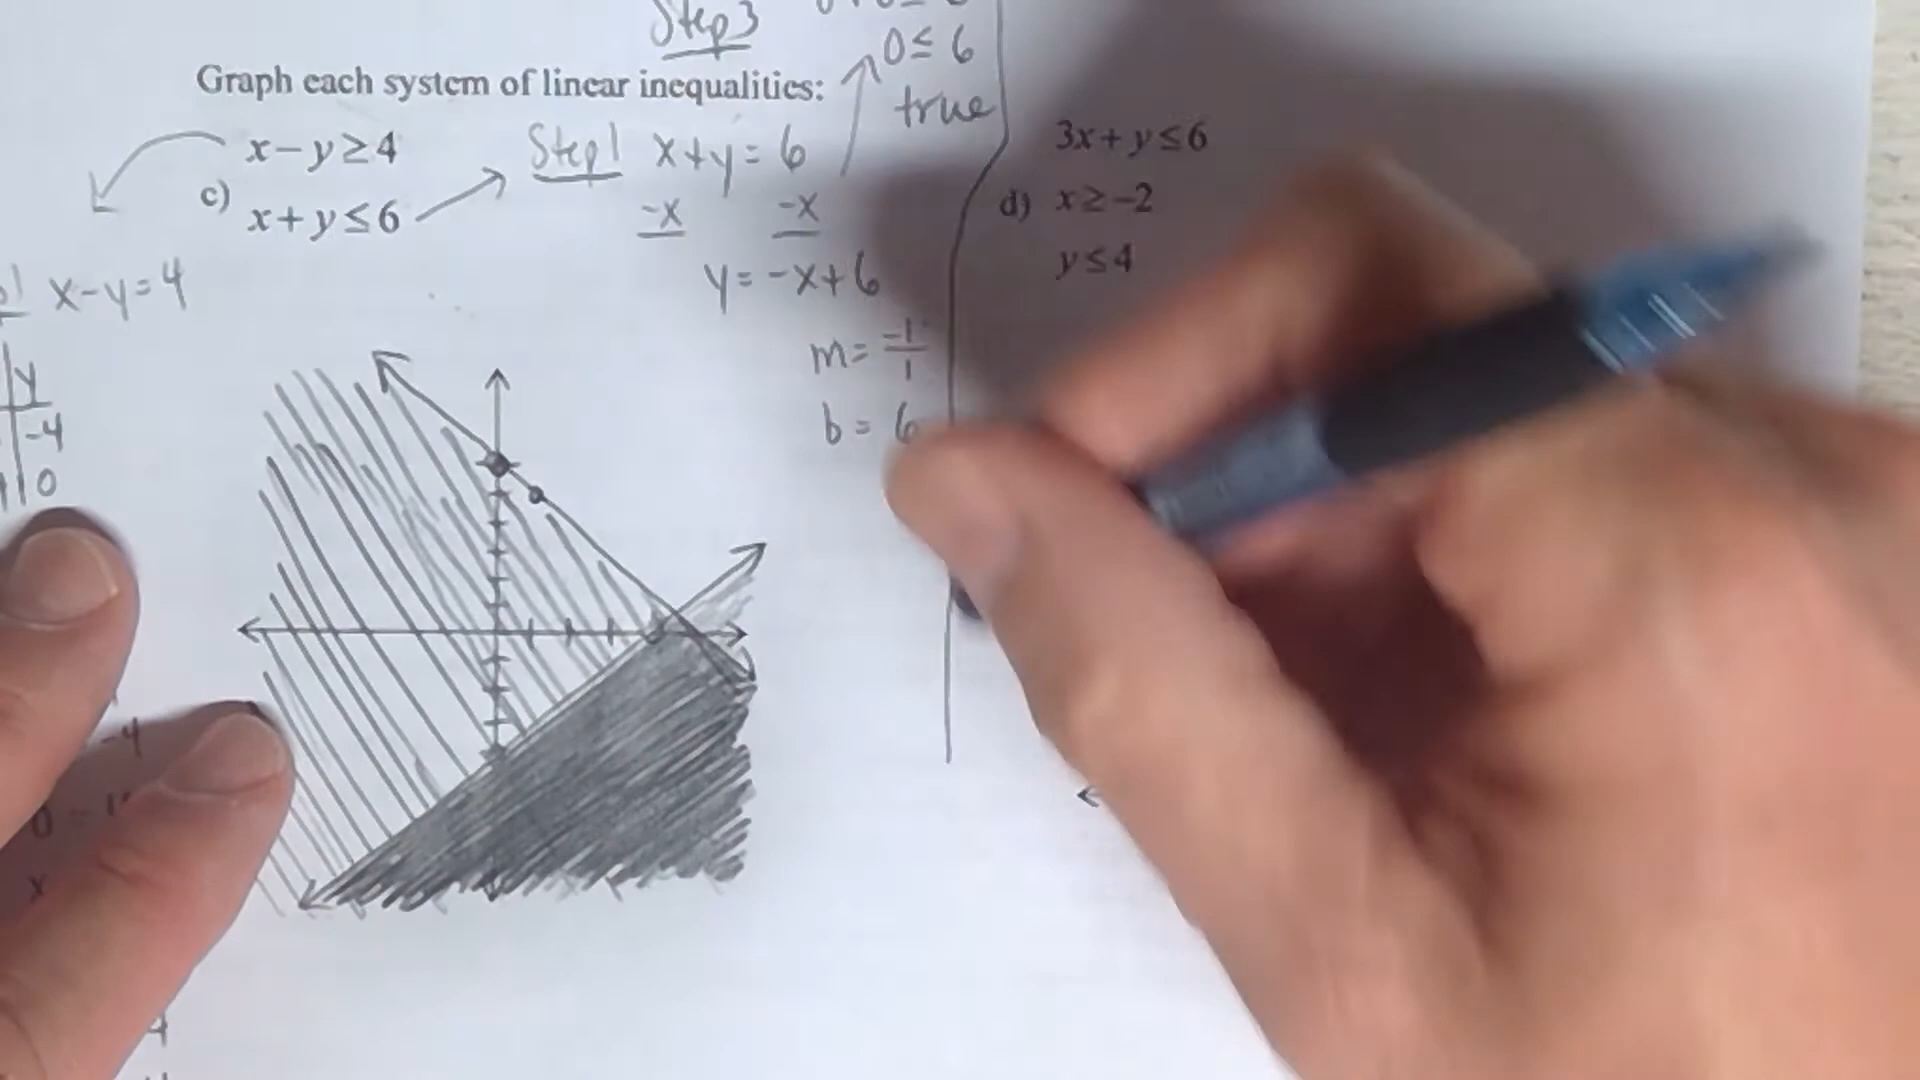 Step 3
0 ≤ 6
true
Graph each system of linear inequalities:
c)
x − y ≥ 4
x + y ≤ 6
Step 1 x+y = 6
-x -x
y = -x+6
m = -1/1
b = 6
x-y=4
y
-4
0
-4
x
d)
3x + y ≤ 6
x ≥ −2
y ≤ 4